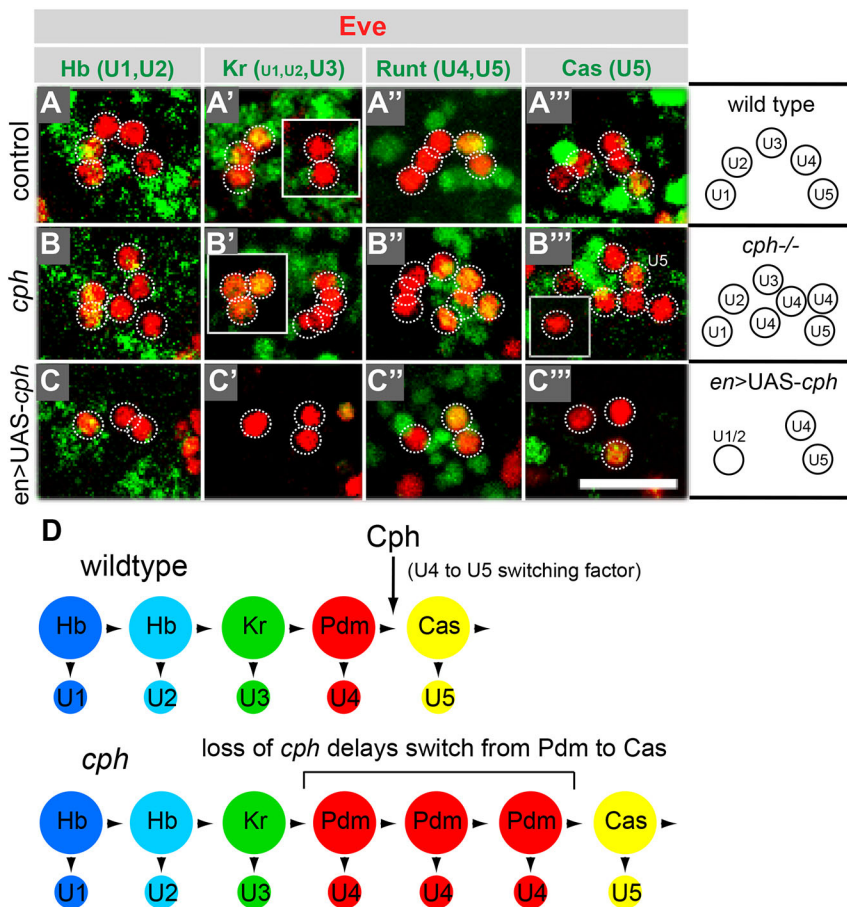 Eve
Hb (U1,U2) Kr (U1,U2,U3) Runt (U4,U5) Cas (U5)
control
A A' A'' A'''
wild type
U3
U2 U4
U1 U5
cph
B B' B'' B'''
U5
cph-/-
U3
U2 U4 U4
U1 U4 U5
en>UAS-cph
C C' C'' C'''
en>UAS-cph
U4
U1/2
U5
D
wildtype
Cph
(U4 to U5 switching factor)
Hb Hb Kr Pdm Cas
U1 U2 U3 U4 U5
cph
loss of cph delays switch from Pdm to Cas
Hb Hb Kr Pdm Pdm Pdm Cas
U1 U2 U3 U4 U4 U4 U5